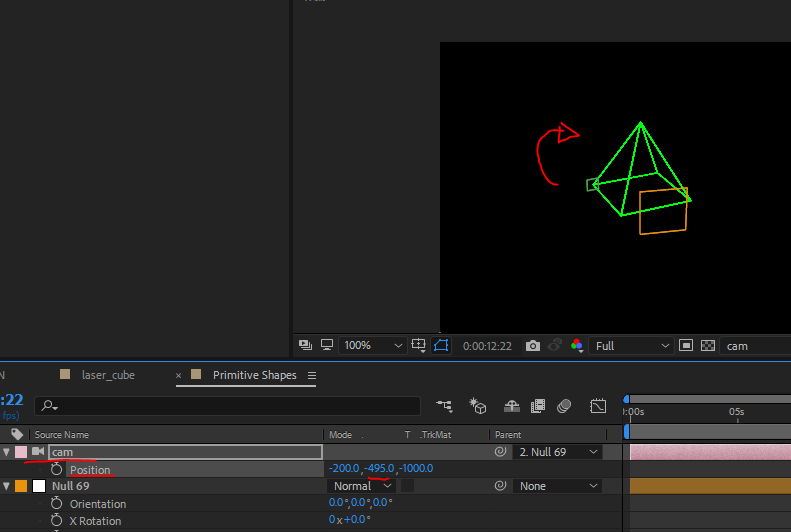 100%
0:00:12:22
Full
cam
N
laser_cube
×
Primitive Shapes
:22
fps)
Source Name
Mode
T .TrkMat
Parent
:00s
05s
cam
2. Null 69
Position
-200.0,-495.0,-1000.0
Null 69
Normal
None
Orientation
0.0°,0.0°,0.0°
X Rotation
0x+0.0°